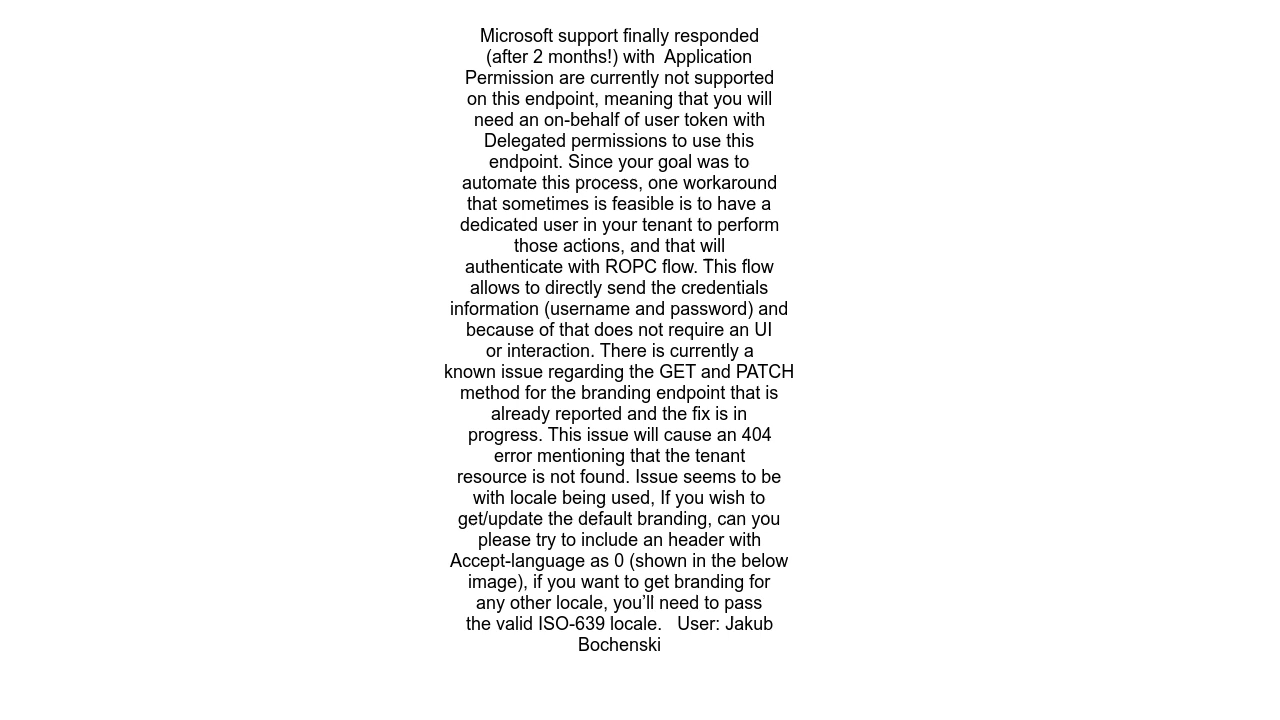 Microsoft support finally responded
(after 2 months!) with  Application
Permission are currently not supported
on this endpoint, meaning that you will
need an on-behalf of user token with
Delegated permissions to use this
endpoint. Since your goal was to
automate this process, one workaround
that sometimes is feasible is to have a
dedicated user in your tenant to perform
those actions, and that will
authenticate with ROPC flow. This flow
allows to directly send the credentials
information (username and password) and
because of that does not require an UI
or interaction. There is currently a
known issue regarding the GET and PATCH
method for the branding endpoint that is
already reported and the fix is in
progress. This issue will cause an 404
error mentioning that the tenant
resource is not found. Issue seems to be
with locale being used, If you wish to
get/update the default branding, can you
please try to include an header with
Accept-language as 0 (shown in the below
image), if you want to get branding for
any other locale, you’ll need to pass
the valid ISO-639 locale.   User: Jakub
Bochenski